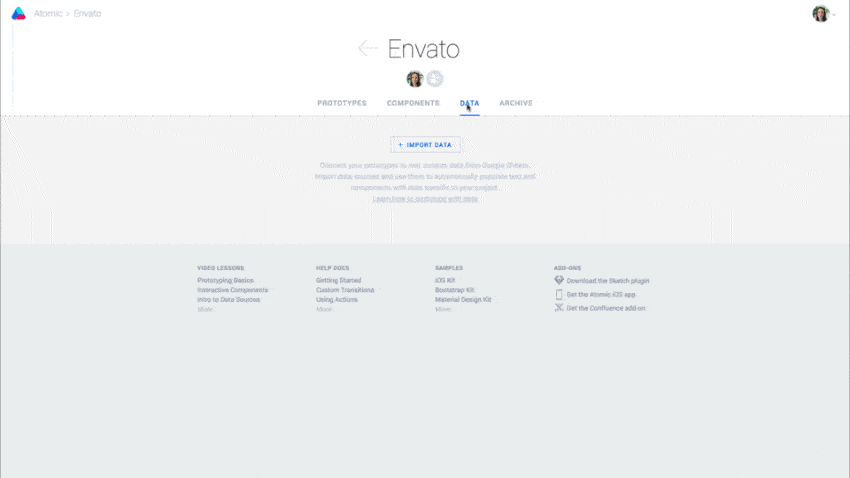 Atomic > Envato
Envato
PROTOTYPES COMPONENTS DATA ARCHIVE
+ IMPORT DATA
Connect your prototypes to real, outside data from Google Sheets.
Import data sources and use them to automatically populate text and
components with data specific to your project.
Learn how to prototype with data
VIDEO LESSONS
Prototyping Basics
Interactive Components
Intro to Data Sources
More
HELP DOCS
Getting Started
Custom Transitions
Using Actions
More
SAMPLES
iOS Kit
Bootstrap Kit
Material Design Kit
More
ADD-ONS
Download the Sketch plugin
Get the Atomic iOS app
Get the Confluence add-on